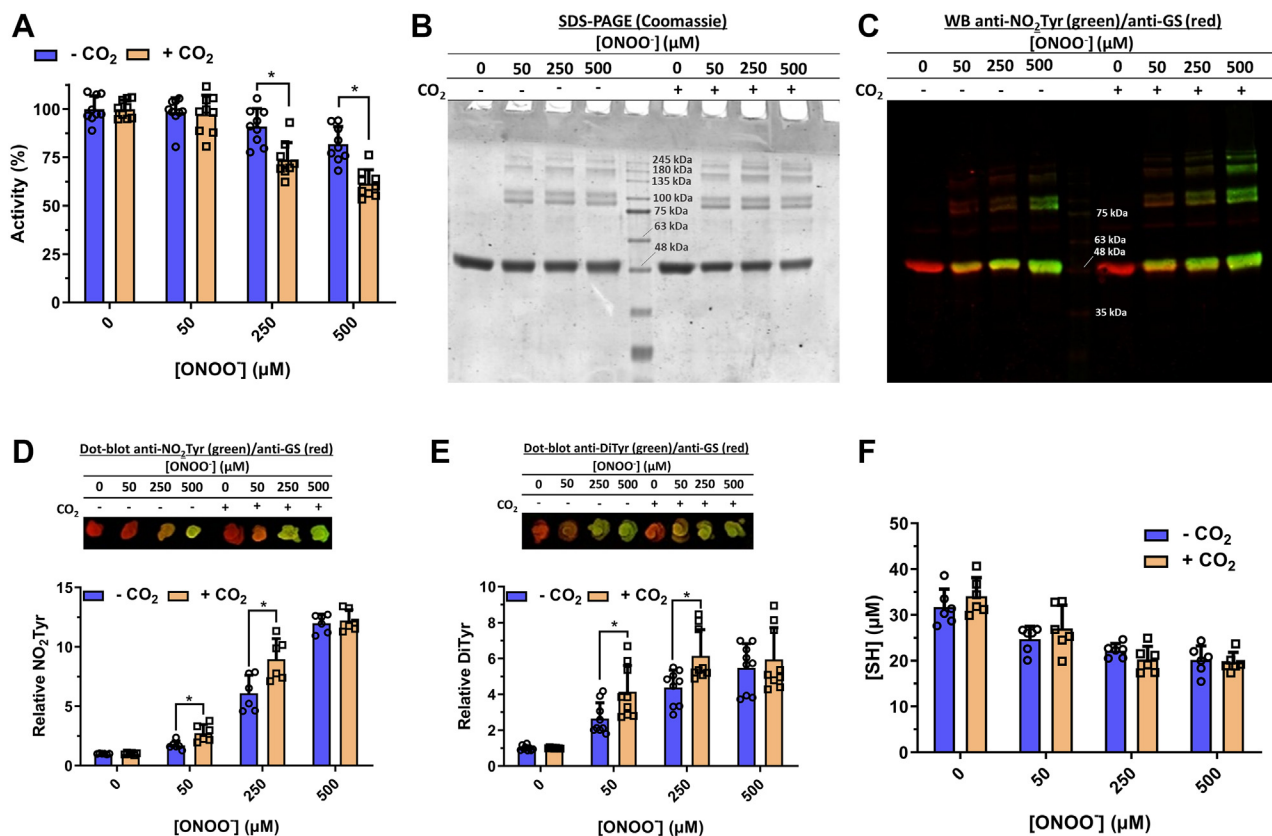 A
- CO₂ + CO₂
*
*
Activity (%)
100
75
50
25
0
0 50 250 500
[ONOO⁻] (µM)
B
SDS-PAGE (Coomassie)
[ONOO⁻] (µM)
0 50 250 500 0 50 250 500
CO₂ - - - - + + + +
245 kDa
180 kDa
135 kDa
100 kDa
75 kDa
63 kDa
48 kDa
C
WB anti-NO₂Tyr (green)/anti-GS (red)
[ONOO⁻] (µM)
0 50 250 500 0 50 250 500
CO₂ - - - - + + + +
75 kDa
63 kDa
48 kDa
35 kDa
D
Dot-blot anti-NO₂Tyr (green)/anti-GS (red)
[ONOO⁻] (µM)
0 50 250 500 0 50 250 500
CO₂ - - - - + + + +
- CO₂ + CO₂
*
*
Relative NO₂Tyr
15
10
5
0
0 50 250 500
[ONOO⁻] (µM)
E
Dot-blot anti-DiTyr (green)/anti-GS (red)
[ONOO⁻] (µM)
0 50 250 500 0 50 250 500
CO₂ - - - - + + + +
- CO₂ + CO₂
*
*
Relative DiTyr
10
8
6
4
2
0
0 50 250 500
[ONOO⁻] (µM)
F
- CO₂
+ CO₂
[SH] (µM)
50
40
30
20
10
0
0 50 250 500
[ONOO⁻] (µM)